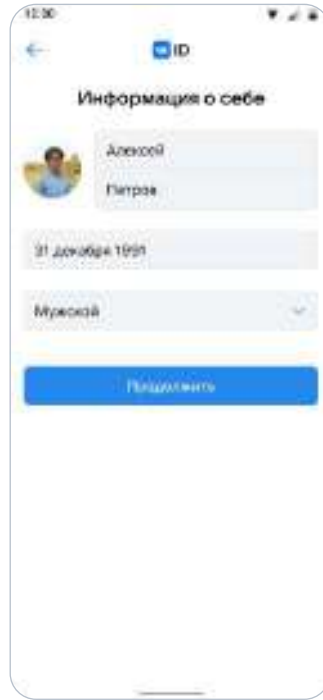 12:30
ID
Информация о себе
Алексей
Петров
31 декабря 1991
Мужской
Продолжить